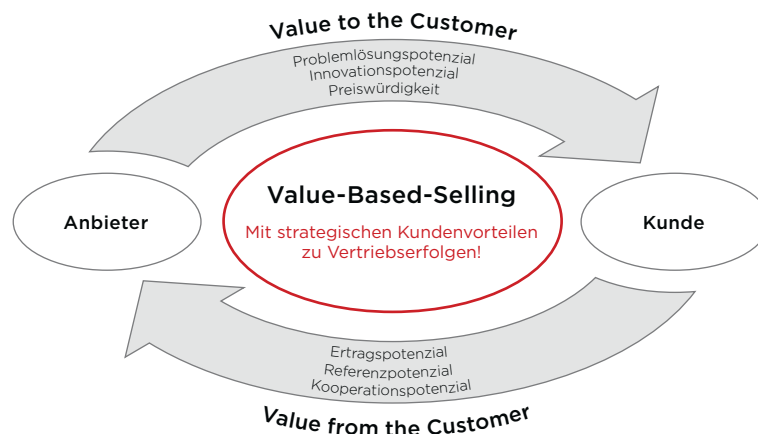 Value to the Customer
Problemlösungspotenzial
Innovationspotenzial
Preiswürdigkeit
Anbieter
Value-Based-Selling
Mit strategischen Kundenvorteilen
zu Vertriebserfolgen!
Kunde
Ertragspotenzial
Referenzpotenzial
Kooperationspotenzial
Value from the Customer